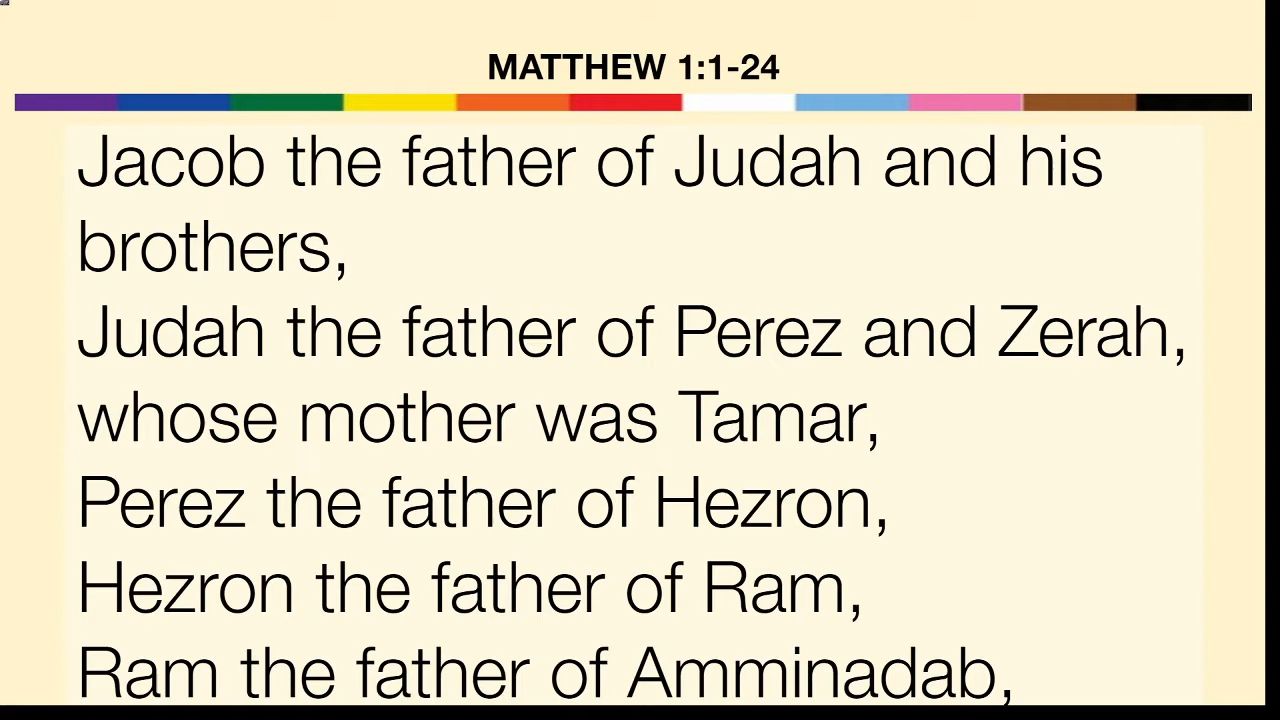 MATTHEW 1:1-24
Jacob the father of Judah and his
brothers,
Judah the father of Perez and Zerah,
whose mother was Tamar,
Perez the father of Hezron,
Hezron the father of Ram,
Ram the father of Amminadab,